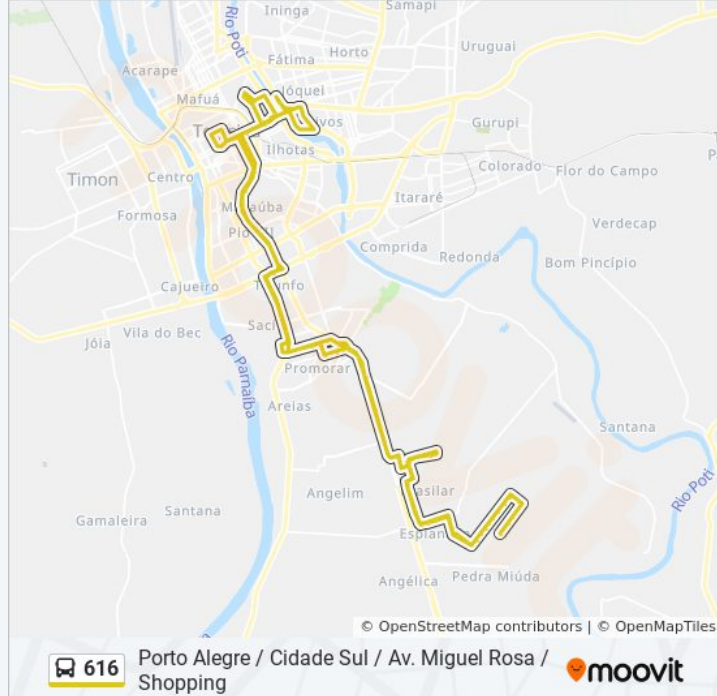 Rio Poti
Ininga
Samapi
Fátima
Horto
Uruguai
Acarape
Jóquei
Mafuá
Gurupi
Ilhotas
Colorado
Flor do Campo
Timon
Centro
Itararé
Formosa
Verdecap
Comprida
Redonda
Bom Pincípio
Cajueiro
Vila do Bec
Jóia
Rio Parnaíba
Promorar
Areias
Santana
Rio Poti
Angelim
Santana
Gamaleira
Pedra Miúda
Angélica
© OpenStreetMap contributors | © OpenMapTiles
616
Porto Alegre / Cidade Sul / Av. Miguel Rosa /
Shopping
moovit